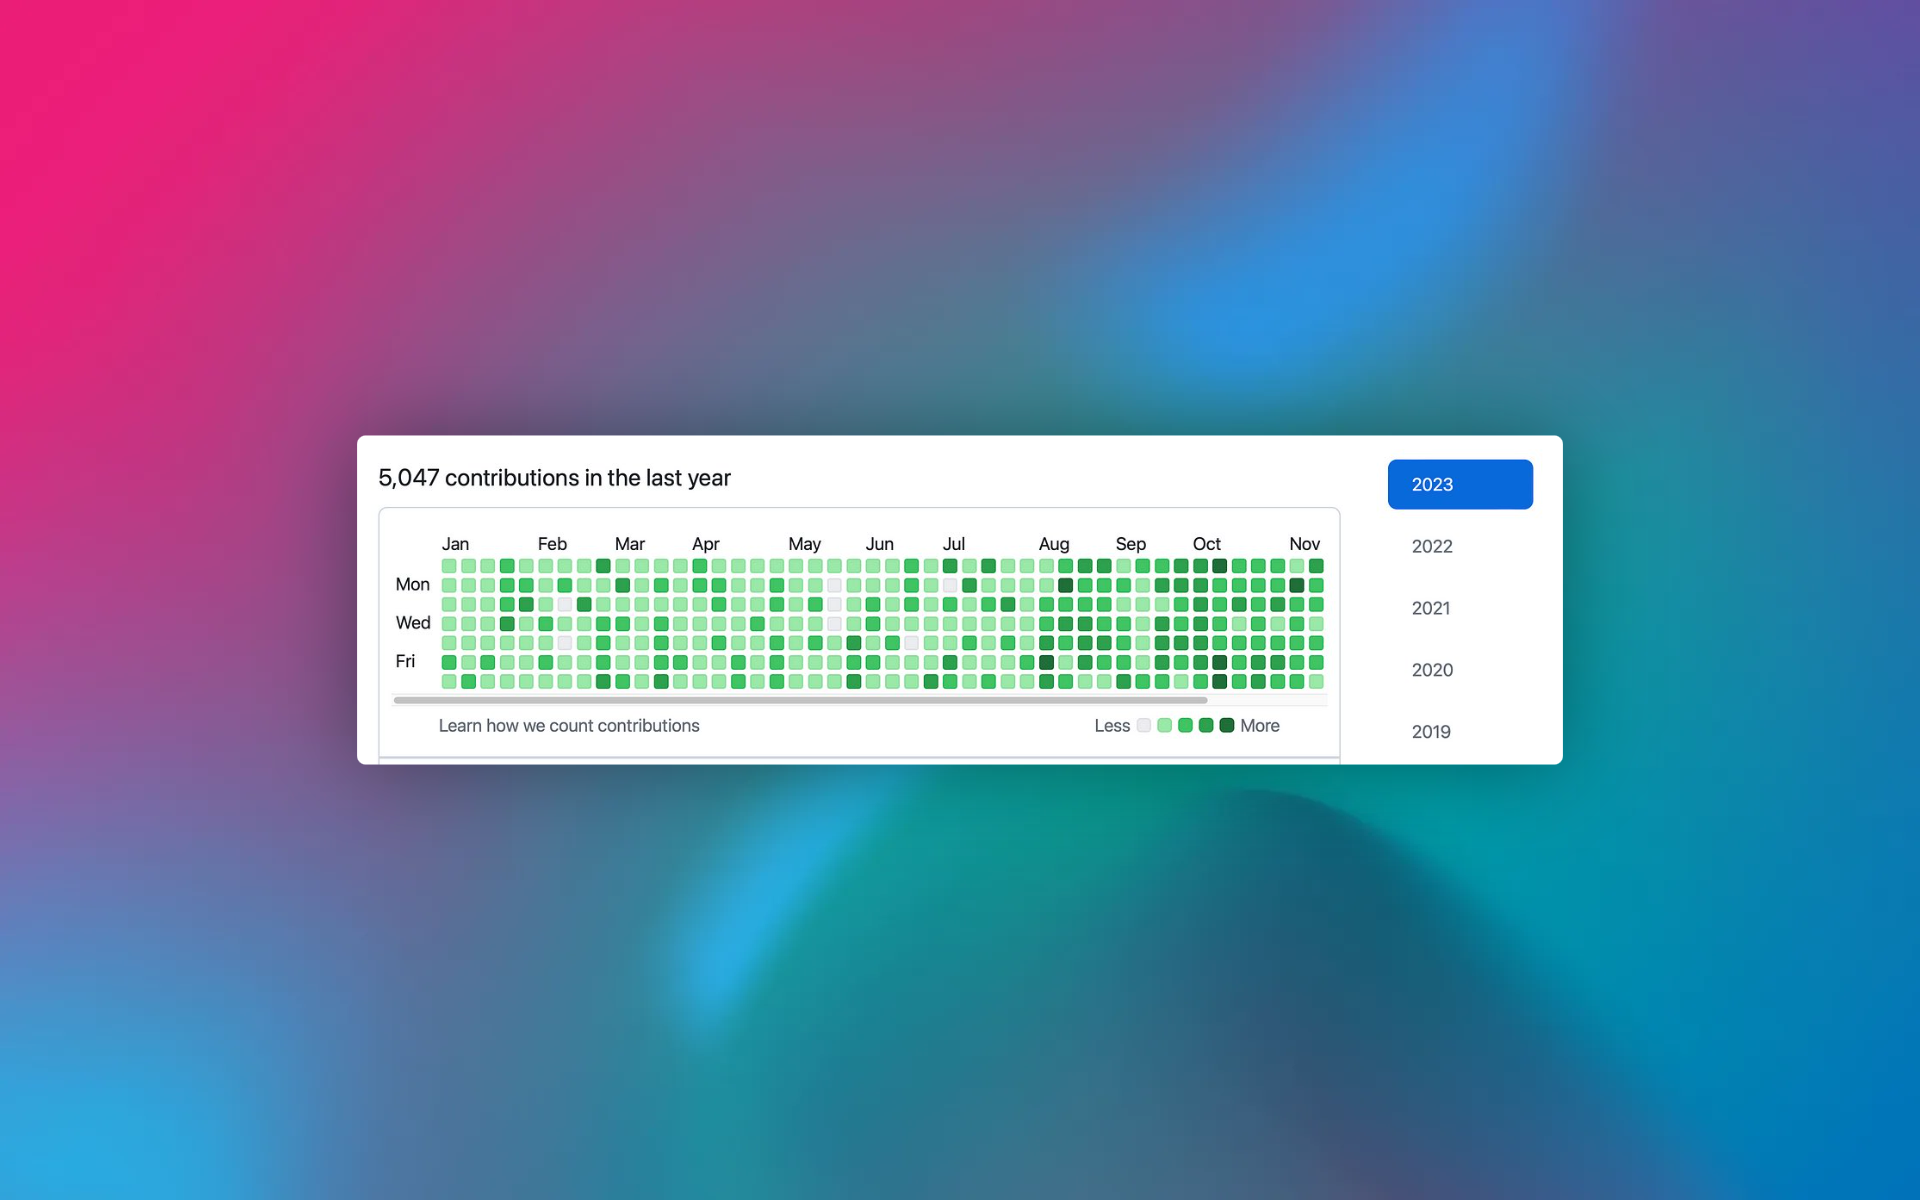 5,047 contributions in the last year
Jan Feb Mar Apr May Jun Jul Aug Sep Oct Nov
Mon
Wed
Fri
Learn how we count contributions
Less More
2023
2022
2021
2020
2019